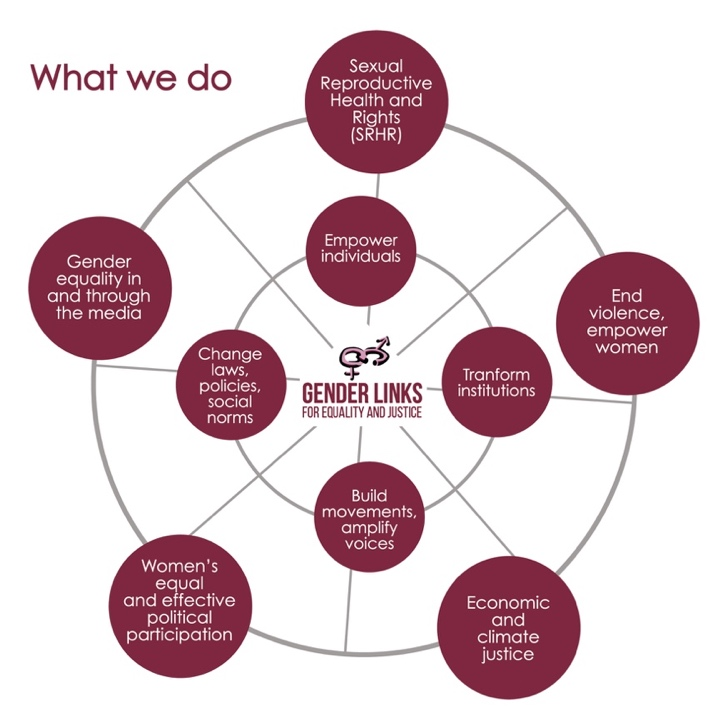 What we do
Sexual
Reproductive
Health and
Rights
(SRHR)
Empower
individuals
Gender
equality in
and through
the media
End
violence,
empower
women
Change
laws,
policies,
social
norms
GENDER LINKS
FOR EQUALITY AND JUSTICE
Tranform
institutions
Build
movements,
amplify
voices
Women’s
equal
and effective
political
participation
Economic
and
climate
justice